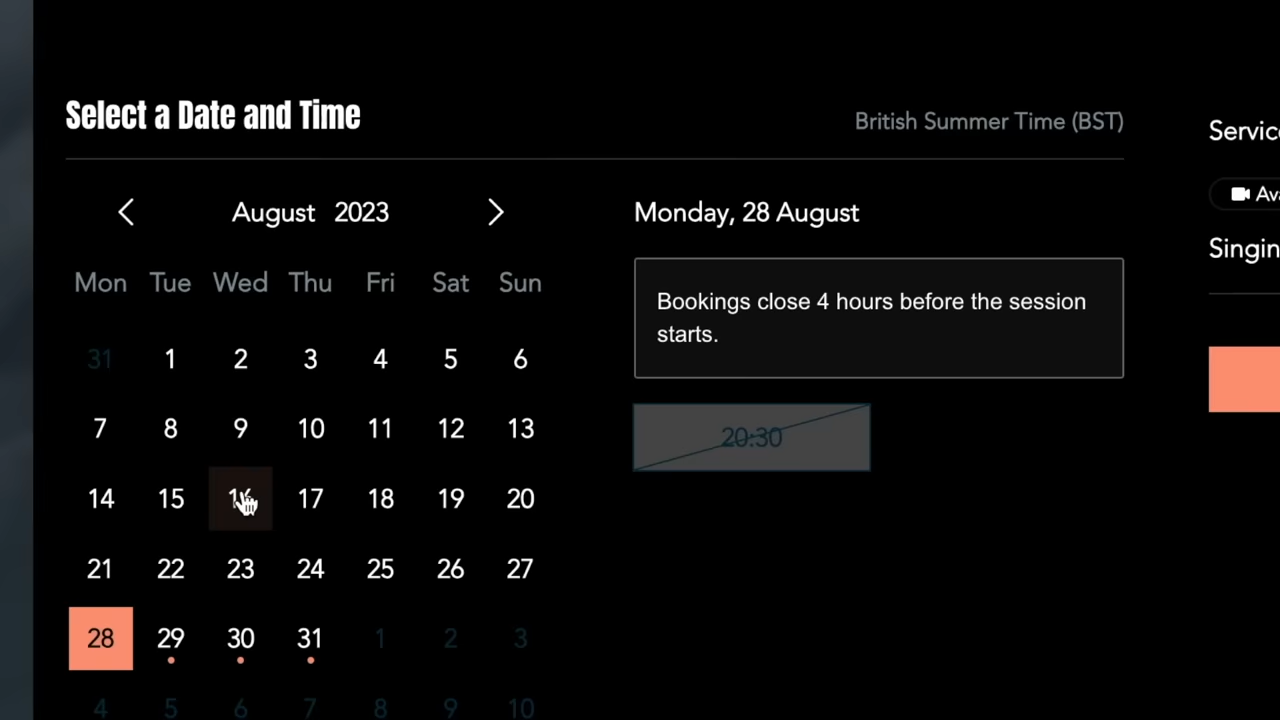 Select a Date and Time
British Summer Time (BST)
August 2023
Mon Tue Wed Thu Fri Sat Sun
31 1 2 3 4 5 6
7 8 9 10 11 12 13
14 15 16 17 18 19 20
21 22 23 24 25 26 27
28 29 30 31 1 2 3
4 5 6 7 8 9 10
Monday, 28 August
Bookings close 4 hours before the session
starts.
20:30
Servic
Ava
Singin